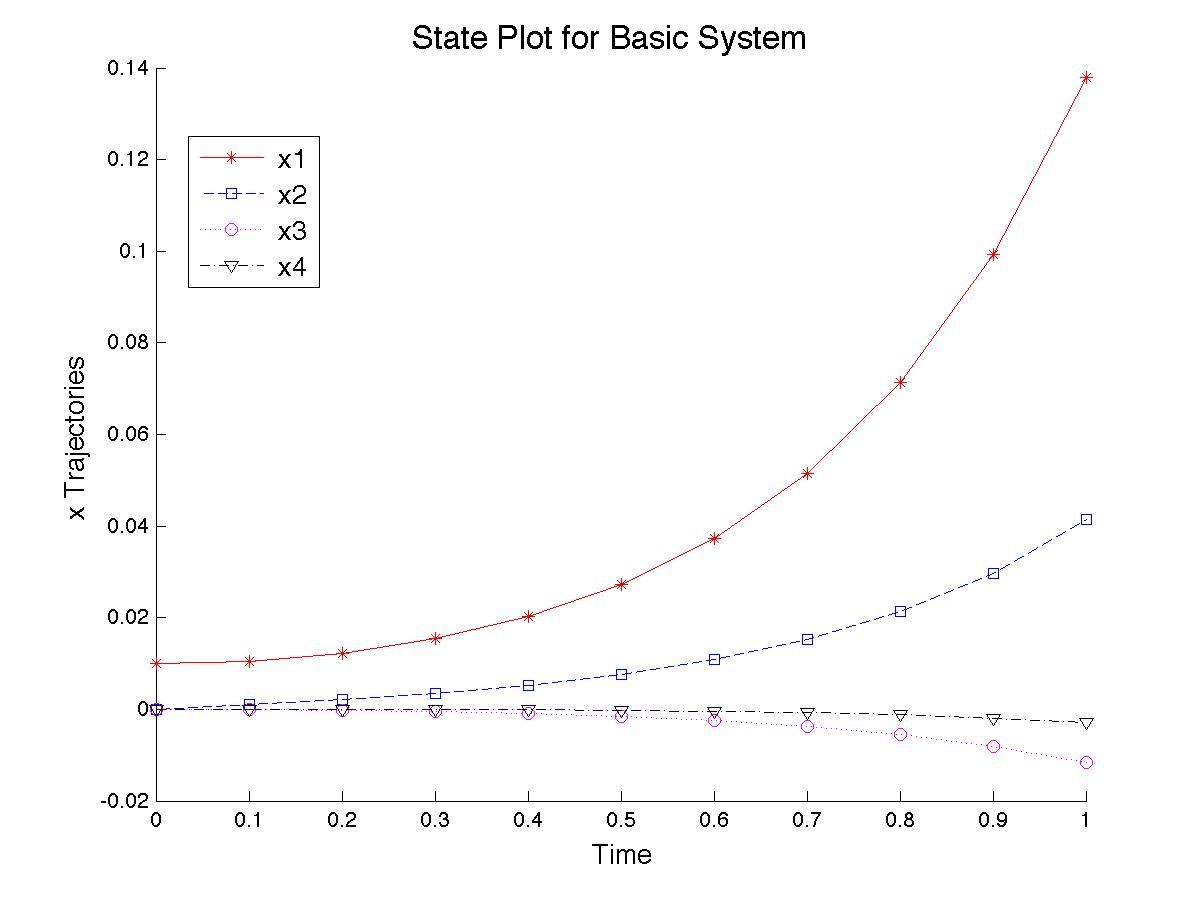 State Plot for Basic System
0.14
0.12
0.1
0.08
0.06
0.04
0.02
0
-0.02
x Trajectories
x1
x2
x3
x4
0 0.1 0.2 0.3 0.4 0.5 0.6 0.7 0.8 0.9 1
Time